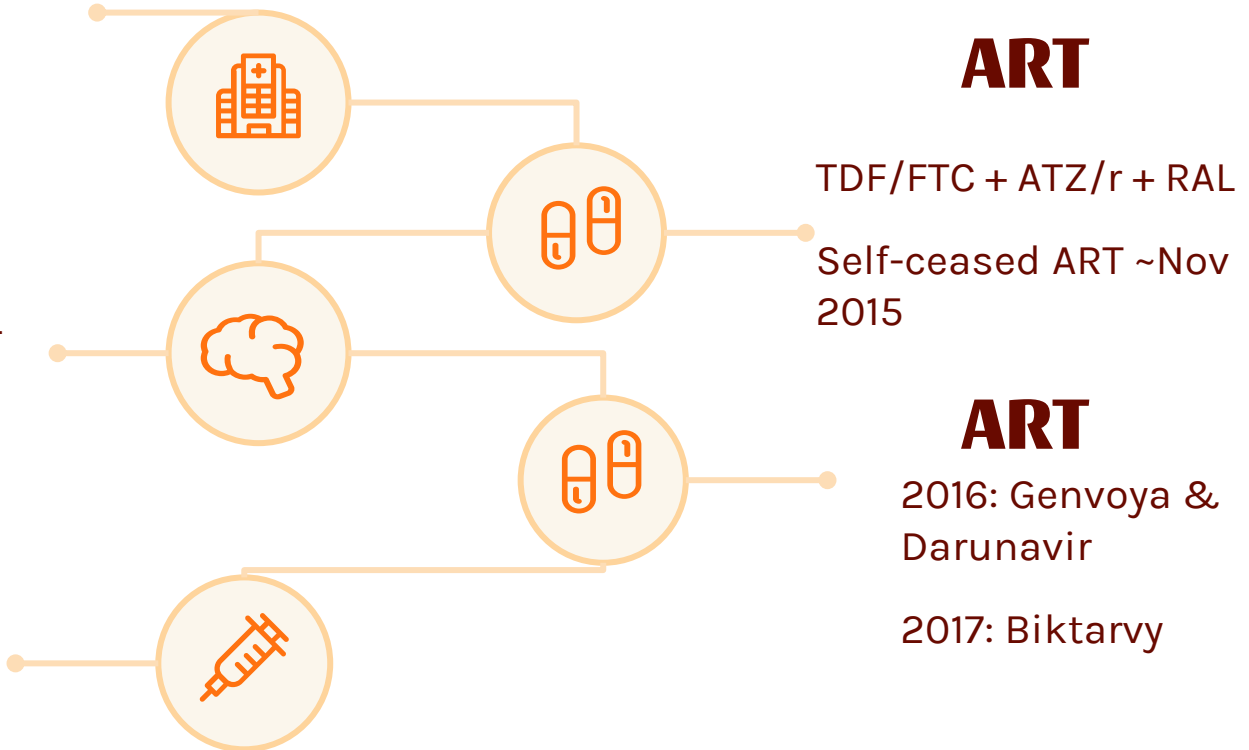 ART
TDF/FTC + ATZ/r + RAL
Self-ceased ART ~Nov
2015
ART
2016: Genvoya &
Darunavir
2017: Biktarvy